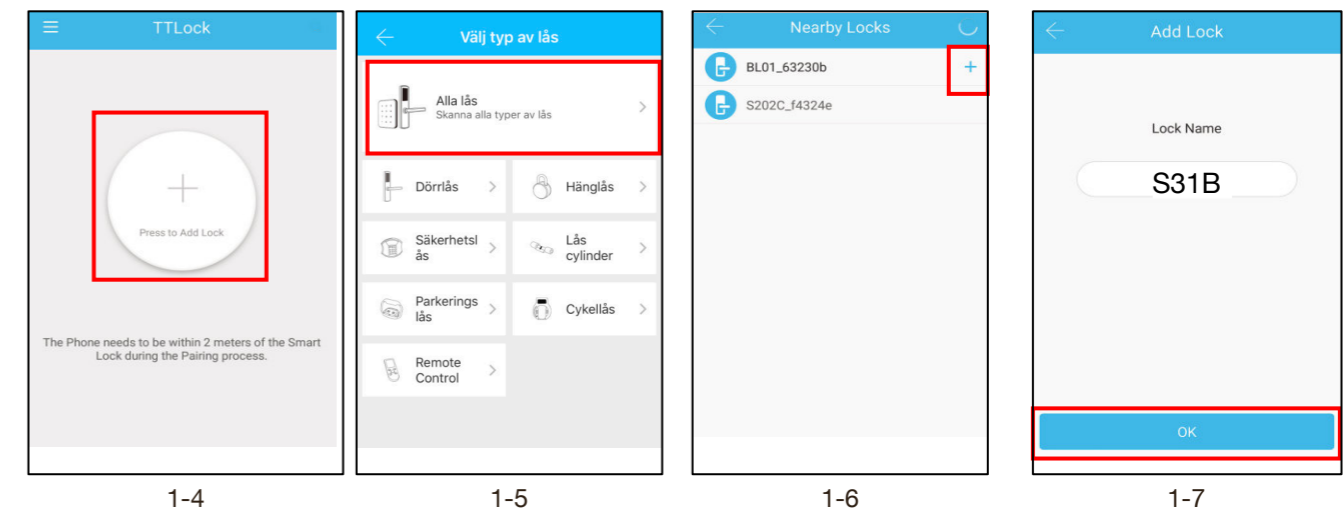 TTLock
Press to Add Lock
The Phone needs to be within 2 meters of the Smart
Lock during the Pairing process.
1-4
Välj typ av lås
Alla lås
Skanna alla typer av lås
Dörrlås
Hänglås
Säkerhetsl
ås
Lås
cylinder
Parkerings
lås
Cykellås
Remote
Control
1-5
Nearby Locks
BL01_63230b
S202C_f4324e
1-6
Add Lock
Lock Name
S31B
OK
1-7